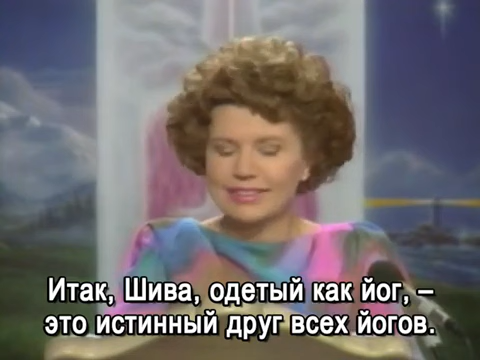 Итак, Шива, одетый как йог, –
это истинный друг всех йогов.